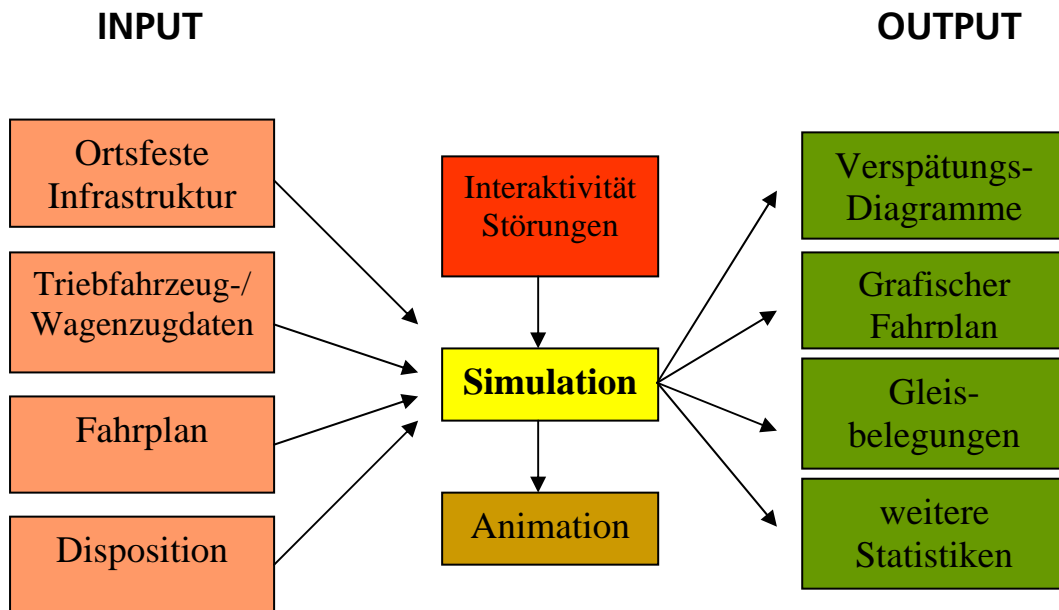 INPUT
OUTPUT
Ortsfeste
Infrastruktur
Triebfahrzeug-/
Wagenzugdaten
Fahrplan
Disposition
Interaktivität
Störungen
Simulation
Animation
Verspätungs-
Diagramme
Grafischer
Fahrplan
Gleis-
belegungen
weitere
Statistiken